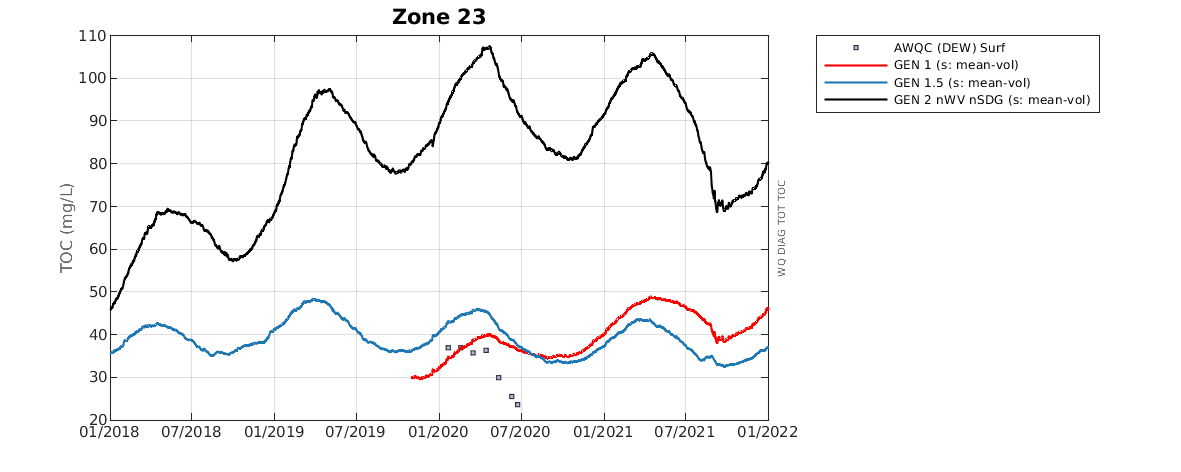 Zone 23
TOC (mg/L)
110
100
90
80
70
60
50
40
30
20
01/2018
07/2018
01/2019
07/2019
01/2020
07/2020
01/2021
07/2021
01/2022
WQ DIAG TOT TOC
AWQC (DEW) Surf
GEN 1 (s: mean-vol)
GEN 1.5 (s: mean-vol)
GEN 2 nWV nSDG (s: mean-vol)